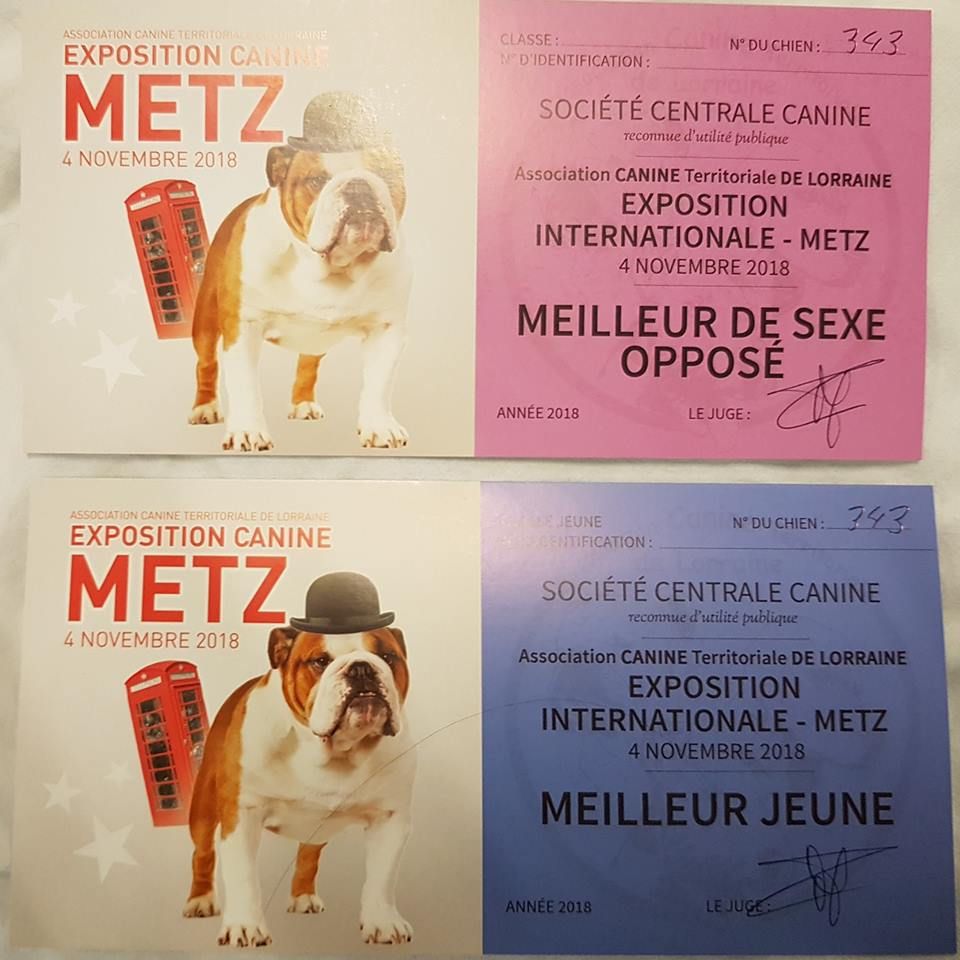 ASSOCIATION CANINE TERRITORIALE DE LORRAINE
EXPOSITION CANINE
METZ
4 NOVEMBRE 2018
CLASSE :
N° DU CHIEN : 343
N° D'IDENTIFICATION :
SOCIÉTÉ CENTRALE CANINE
reconnue d'utilité publique
Association CANINE Territoriale DE LORRAINE
EXPOSITION
INTERNATIONALE - METZ
4 NOVEMBRE 2018
MEILLEUR DE SEXE
OPPOSÉ
ANNÉE 2018
LE JUGE :
ASSOCIATION CANINE TERRITORIALE DE LORRAINE
EXPOSITION CANINE
METZ
4 NOVEMBRE 2018
JEUNE
N° DU CHIEN : 343
D'IDENTIFICATION :
SOCIÉTÉ CENTRALE CANINE
reconnue d'utilité publique
Association CANINE Territoriale DE LORRAINE
EXPOSITION
INTERNATIONALE - METZ
4 NOVEMBRE 2018
MEILLEUR JEUNE
ANNÉE 2018
LE JUGE :